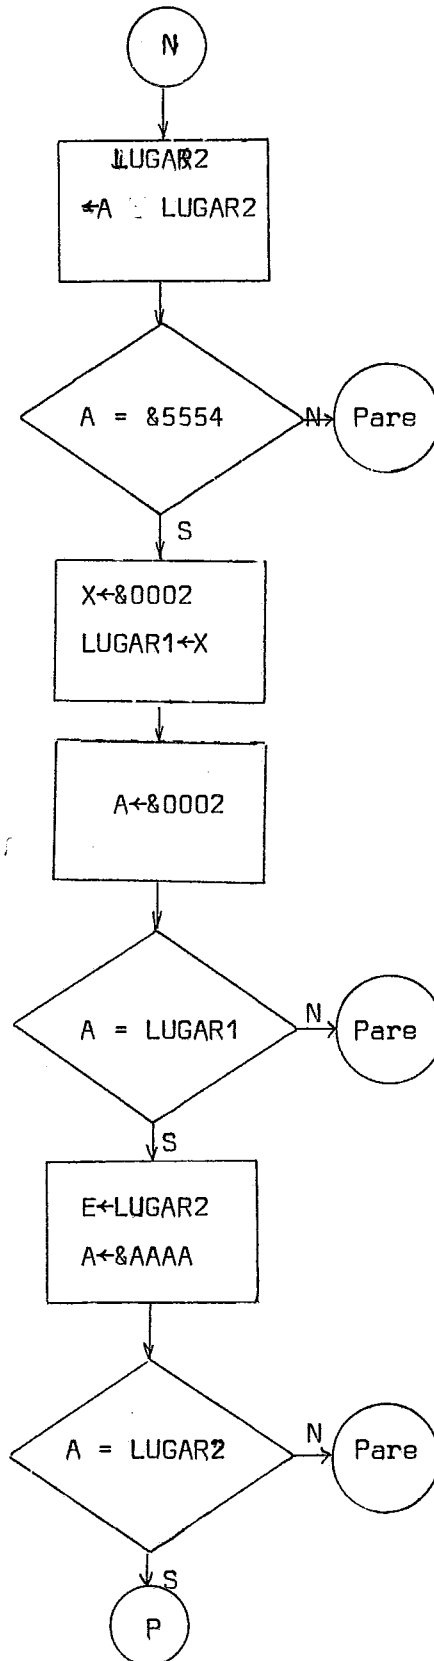 N
LUGAR2
←A LUGAR2
A = &5554
N
Pare
S
X←&0002
LUGAR1←X
A←&0002
A = LUGAR1
N
Pare
S
E←LUGAR2
A←&AAAA
A = LUGAR2
N
Pare
S
P